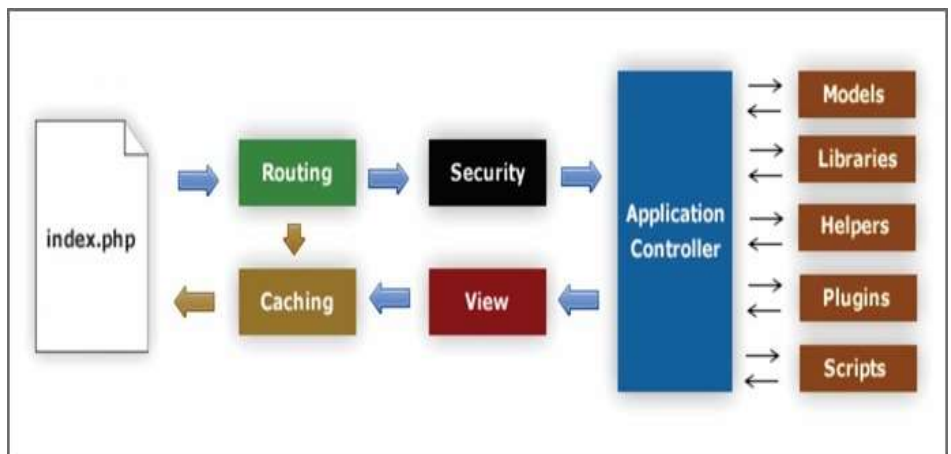 index.php
Routing
Security
Caching
View
Application
Controller
Models
Libraries
Helpers
Plugins
Scripts